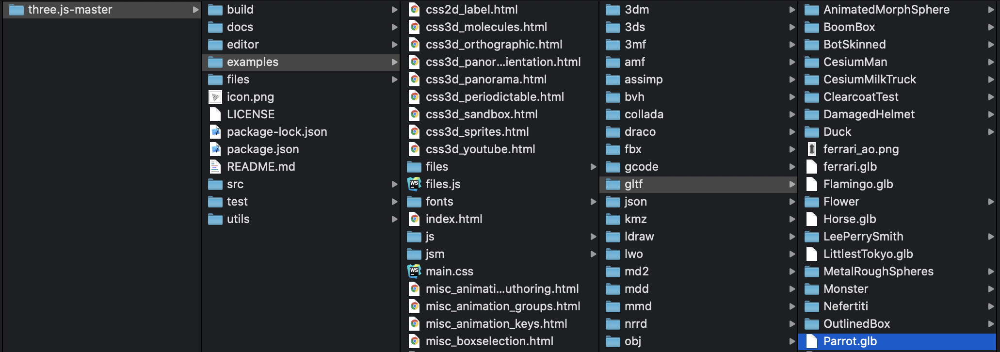 three.js-master
build
docs
editor
examples
files
icon.png
LICENSE
package-lock.json
package.json
README.md
src
test
utils
css2d_label.html
css3d_molecules.html
css3d_orthographic.html
css3d_panor...ientation.html
css3d_panorama.html
css3d_periodictable.html
css3d_sandbox.html
css3d_sprites.html
css3d_youtube.html
files
WS files.js
fonts
index.html
js
jsm
WS main.css
misc_animati...uthoring.html
misc_animation_groups.html
misc_animation_keys.html
misc_boxselection.html
3dm
3ds
3mf
amf
assimp
bvh
collada
draco
fbx
gcode
gltf
json
kmz
ldraw
lwo
md2
mdd
mmd
nrrd
obj
AnimatedMorphSphere
BoomBox
BotSkinned
CesiumMan
CesiumMilkTruck
ClearcoatTest
DamagedHelmet
Duck
ferrari_ao.png
ferrari.glb
Flamingo.glb
Flower
Horse.glb
LeePerrySmith
LittlestTokyo.glb
MetalRoughSpheres
Monster
Nefertiti
OutlinedBox
Parrot.glb